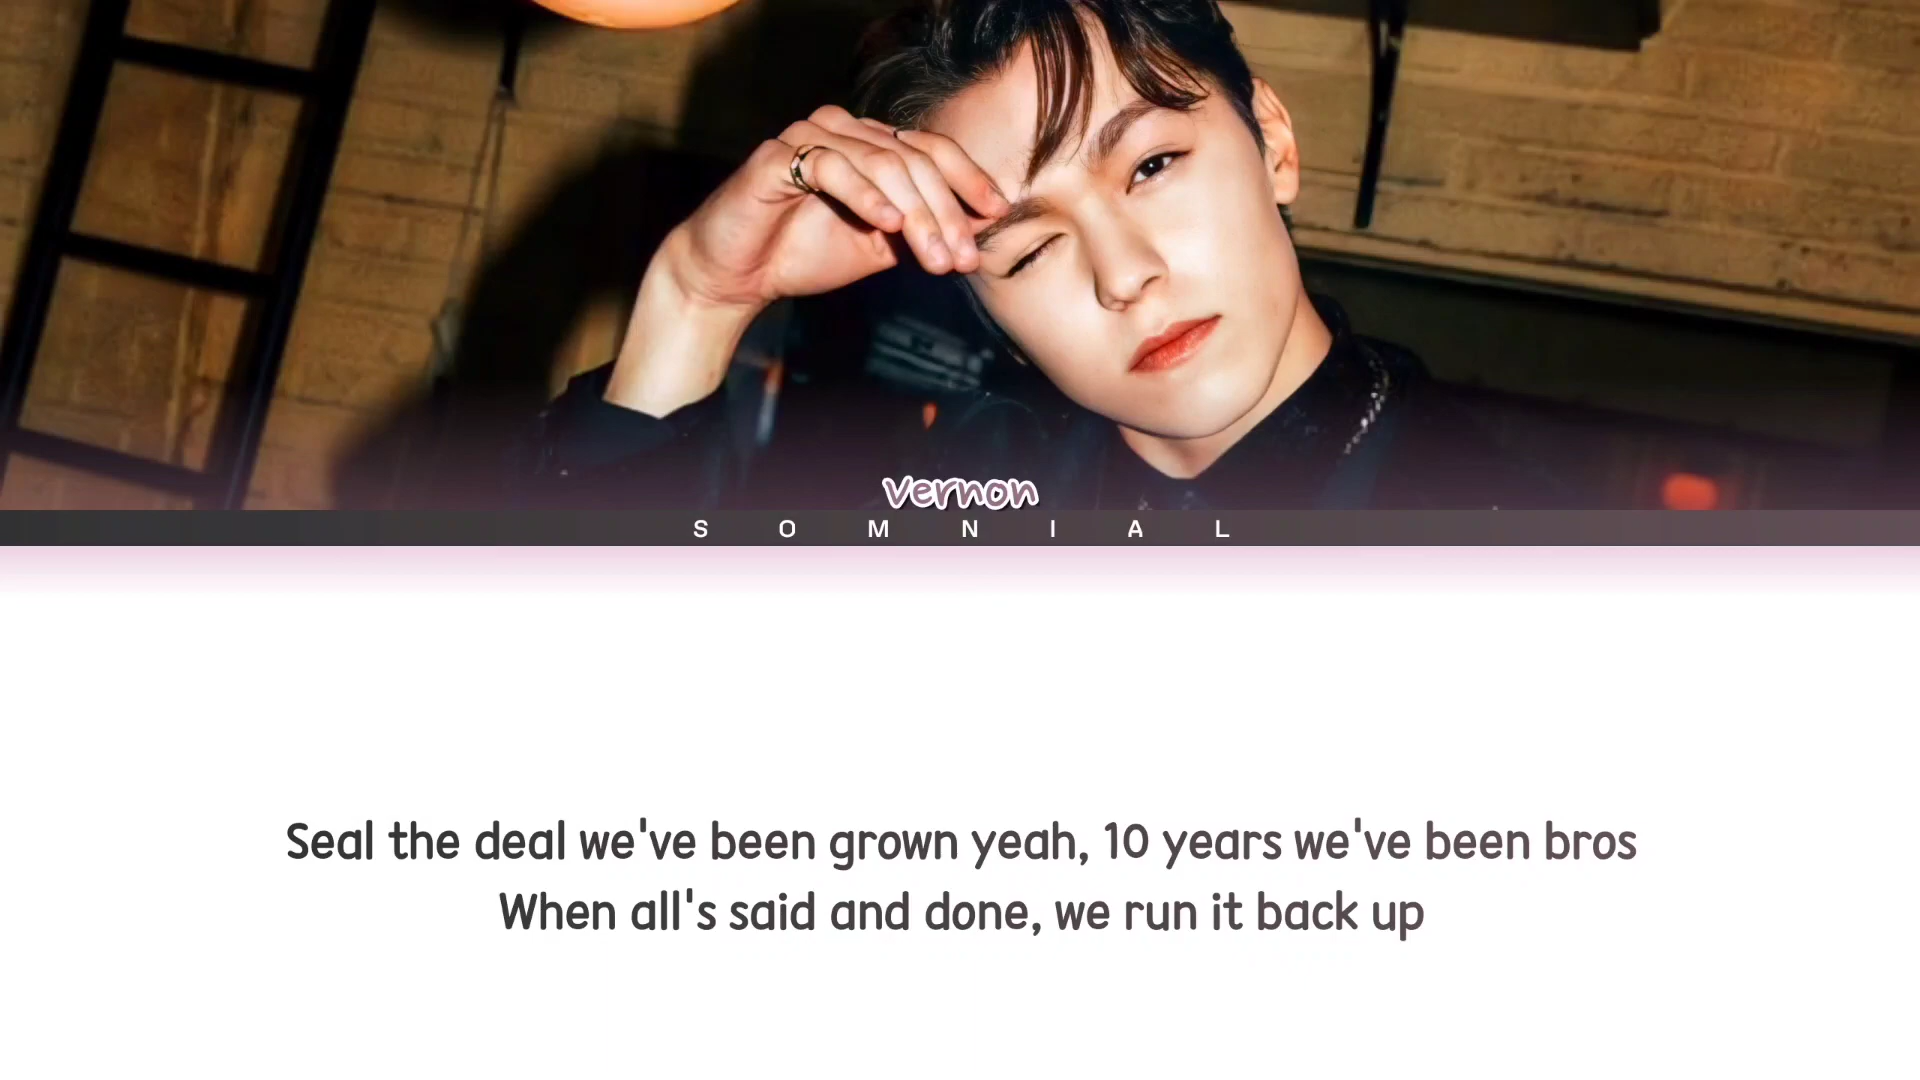 vernon
SOMNIAL
Seal the deal we've been grown yeah, 10 years we've been bros
When all's said and done, we run it back up